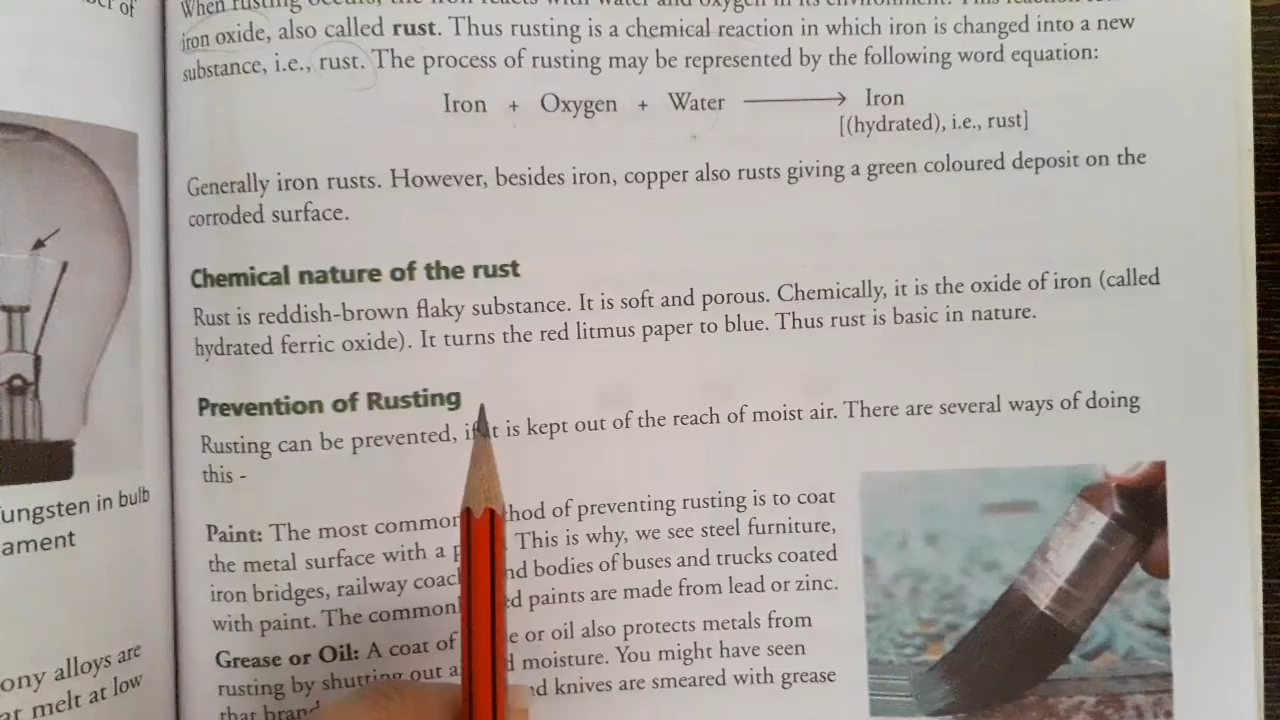 of
When rusting occurs, the iron reacts with water and oxygen in its environment. This reaction
iron oxide, also called rust. Thus rusting is a chemical reaction in which iron is changed into a new
substance, i.e., rust. The process of rusting may be represented by the following word equation:
Iron + Oxygen + Water ⟶ Iron
[(hydrated), i.e., rust]
Generally iron rusts. However, besides iron, copper also rusts giving a green coloured deposit on the
corroded surface.
Chemical nature of the rust
Rust is reddish-brown flaky substance. It is soft and porous. Chemically, it is the oxide of iron (called
hydrated ferric oxide). It turns the red litmus paper to blue. Thus rust is basic in nature.
Prevention of Rusting
Rusting can be prevented, if it is kept out of the reach of moist air. There are several ways of doing
this -
Paint: The most common thod of preventing rusting is to coat
the metal surface with a p This is why, we see steel furniture,
iron bridges, railway coac nd bodies of buses and trucks coated
with paint. The common ed paints are made from lead or zinc.
Grease or Oil: A coat of e or oil also protects metals from
rusting by shutting out a d moisture. You might have seen
that brand nd knives are smeared with grease
ungsten in bulb
ament
ony alloys are
at melt at low